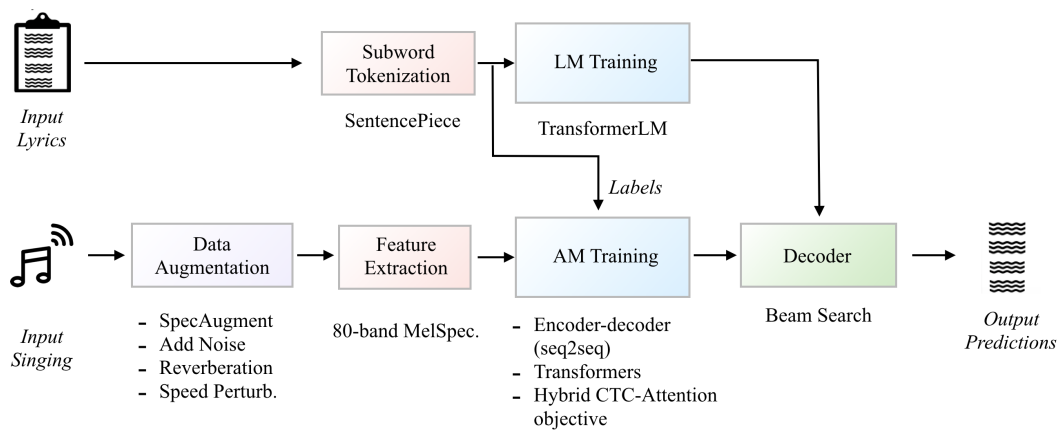 Input
Lyrics
Subword
Tokenization
SentencePiece
LM Training
TransformerLM
Labels
Input
Singing
Data
Augmentation
- SpecAugment
- Add Noise
- Reverberation
- Speed Perturb.
Feature
Extraction
80-band MelSpec.
AM Training
- Encoder-decoder
(seq2seq)
- Transformers
- Hybrid CTC-Attention
objective
Decoder
Beam Search
Output
Predictions